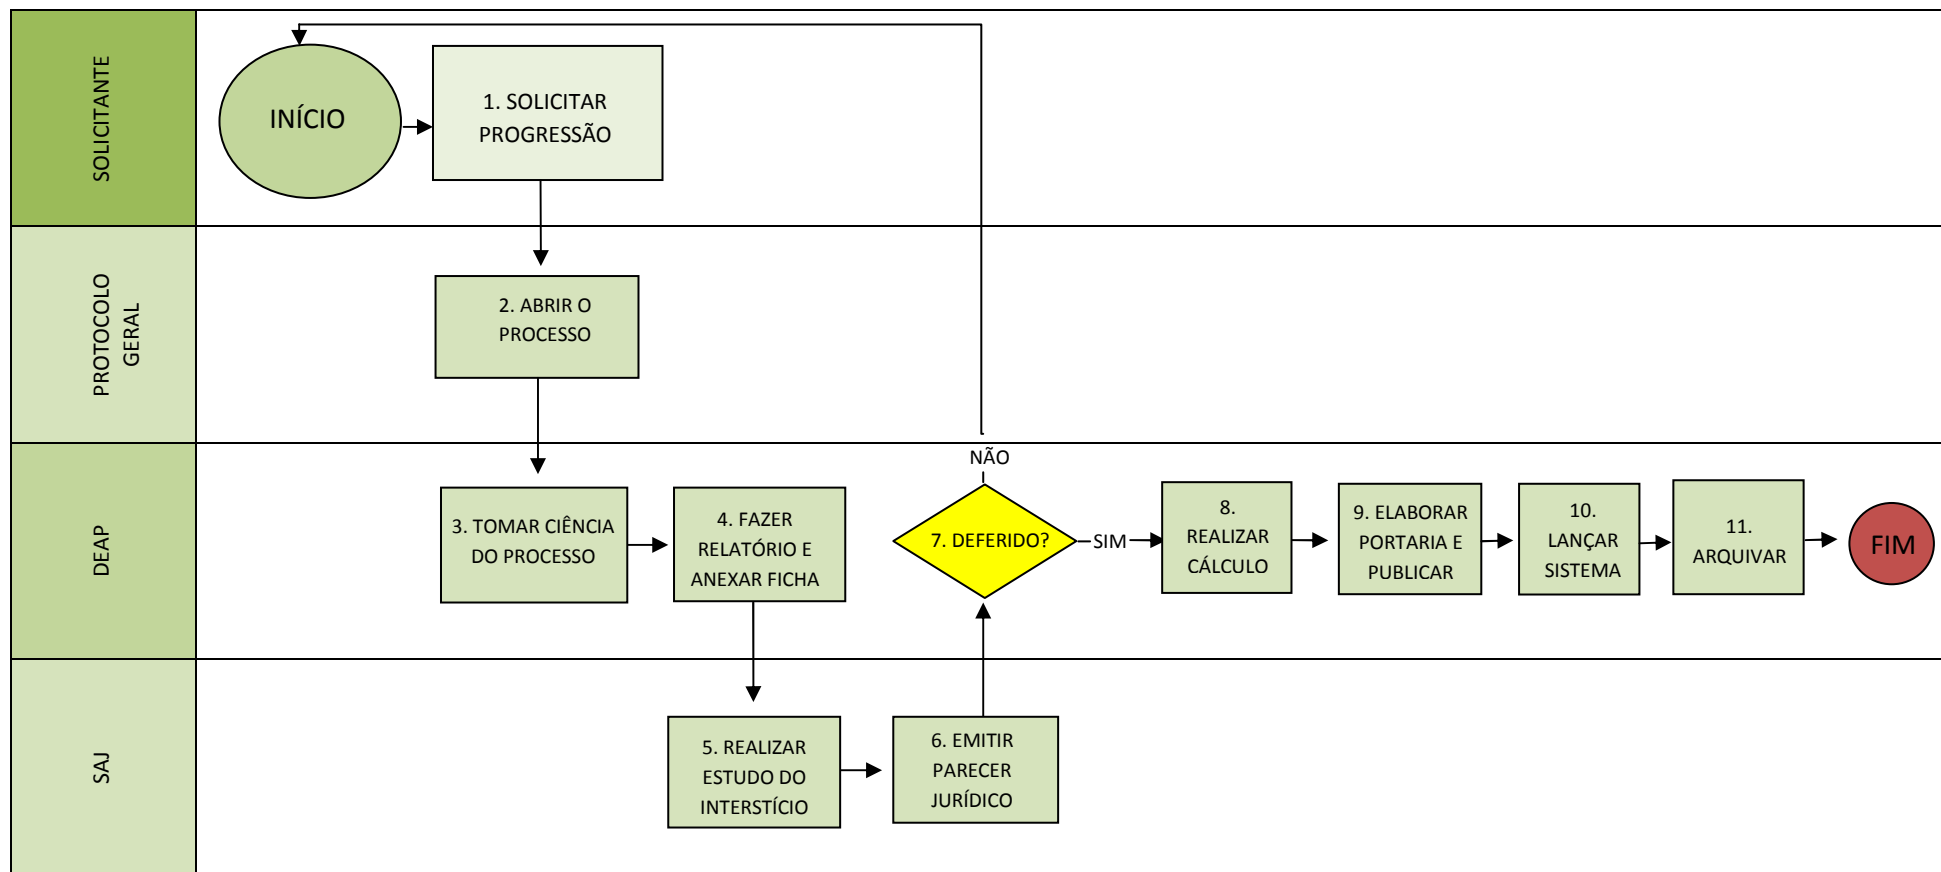 SOLICITANTE
INÍCIO
1. SOLICITAR
PROGRESSÃO
PROTOCOLO
GERAL
2. ABRIR O
PROCESSO
DEAP
3. TOMAR CIÊNCIA
DO PROCESSO
4. FAZER
RELATÓRIO E
ANEXAR FICHA
NÃO
7. DEFERIDO?
SIM
8.
REALIZAR
CÁLCULO
9. ELABORAR
PORTARIA E
PUBLICAR
10.
LANÇAR
SISTEMA
11.
ARQUIVAR
FIM
SAJ
5. REALIZAR
ESTUDO DO
INTERSTÍCIO
6. EMITIR
PARECER
JURÍDICO